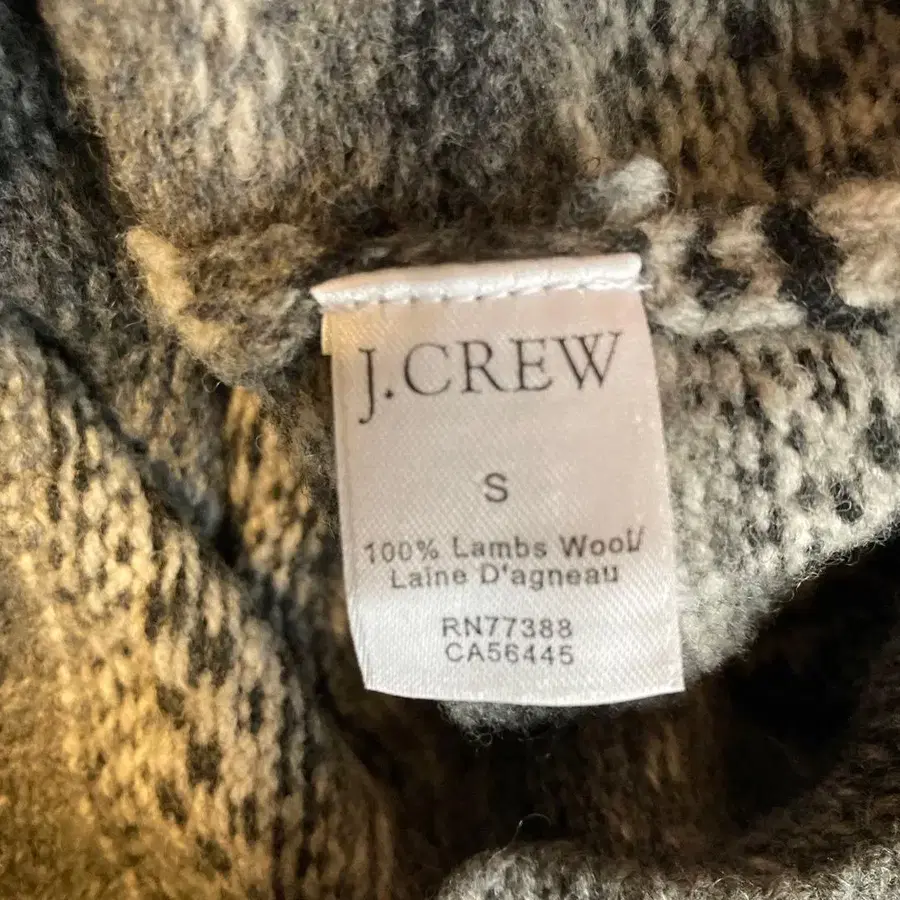 J.CREW
S
100% Lambs Wool/
Laine D'agneau
RN77388
CA56445